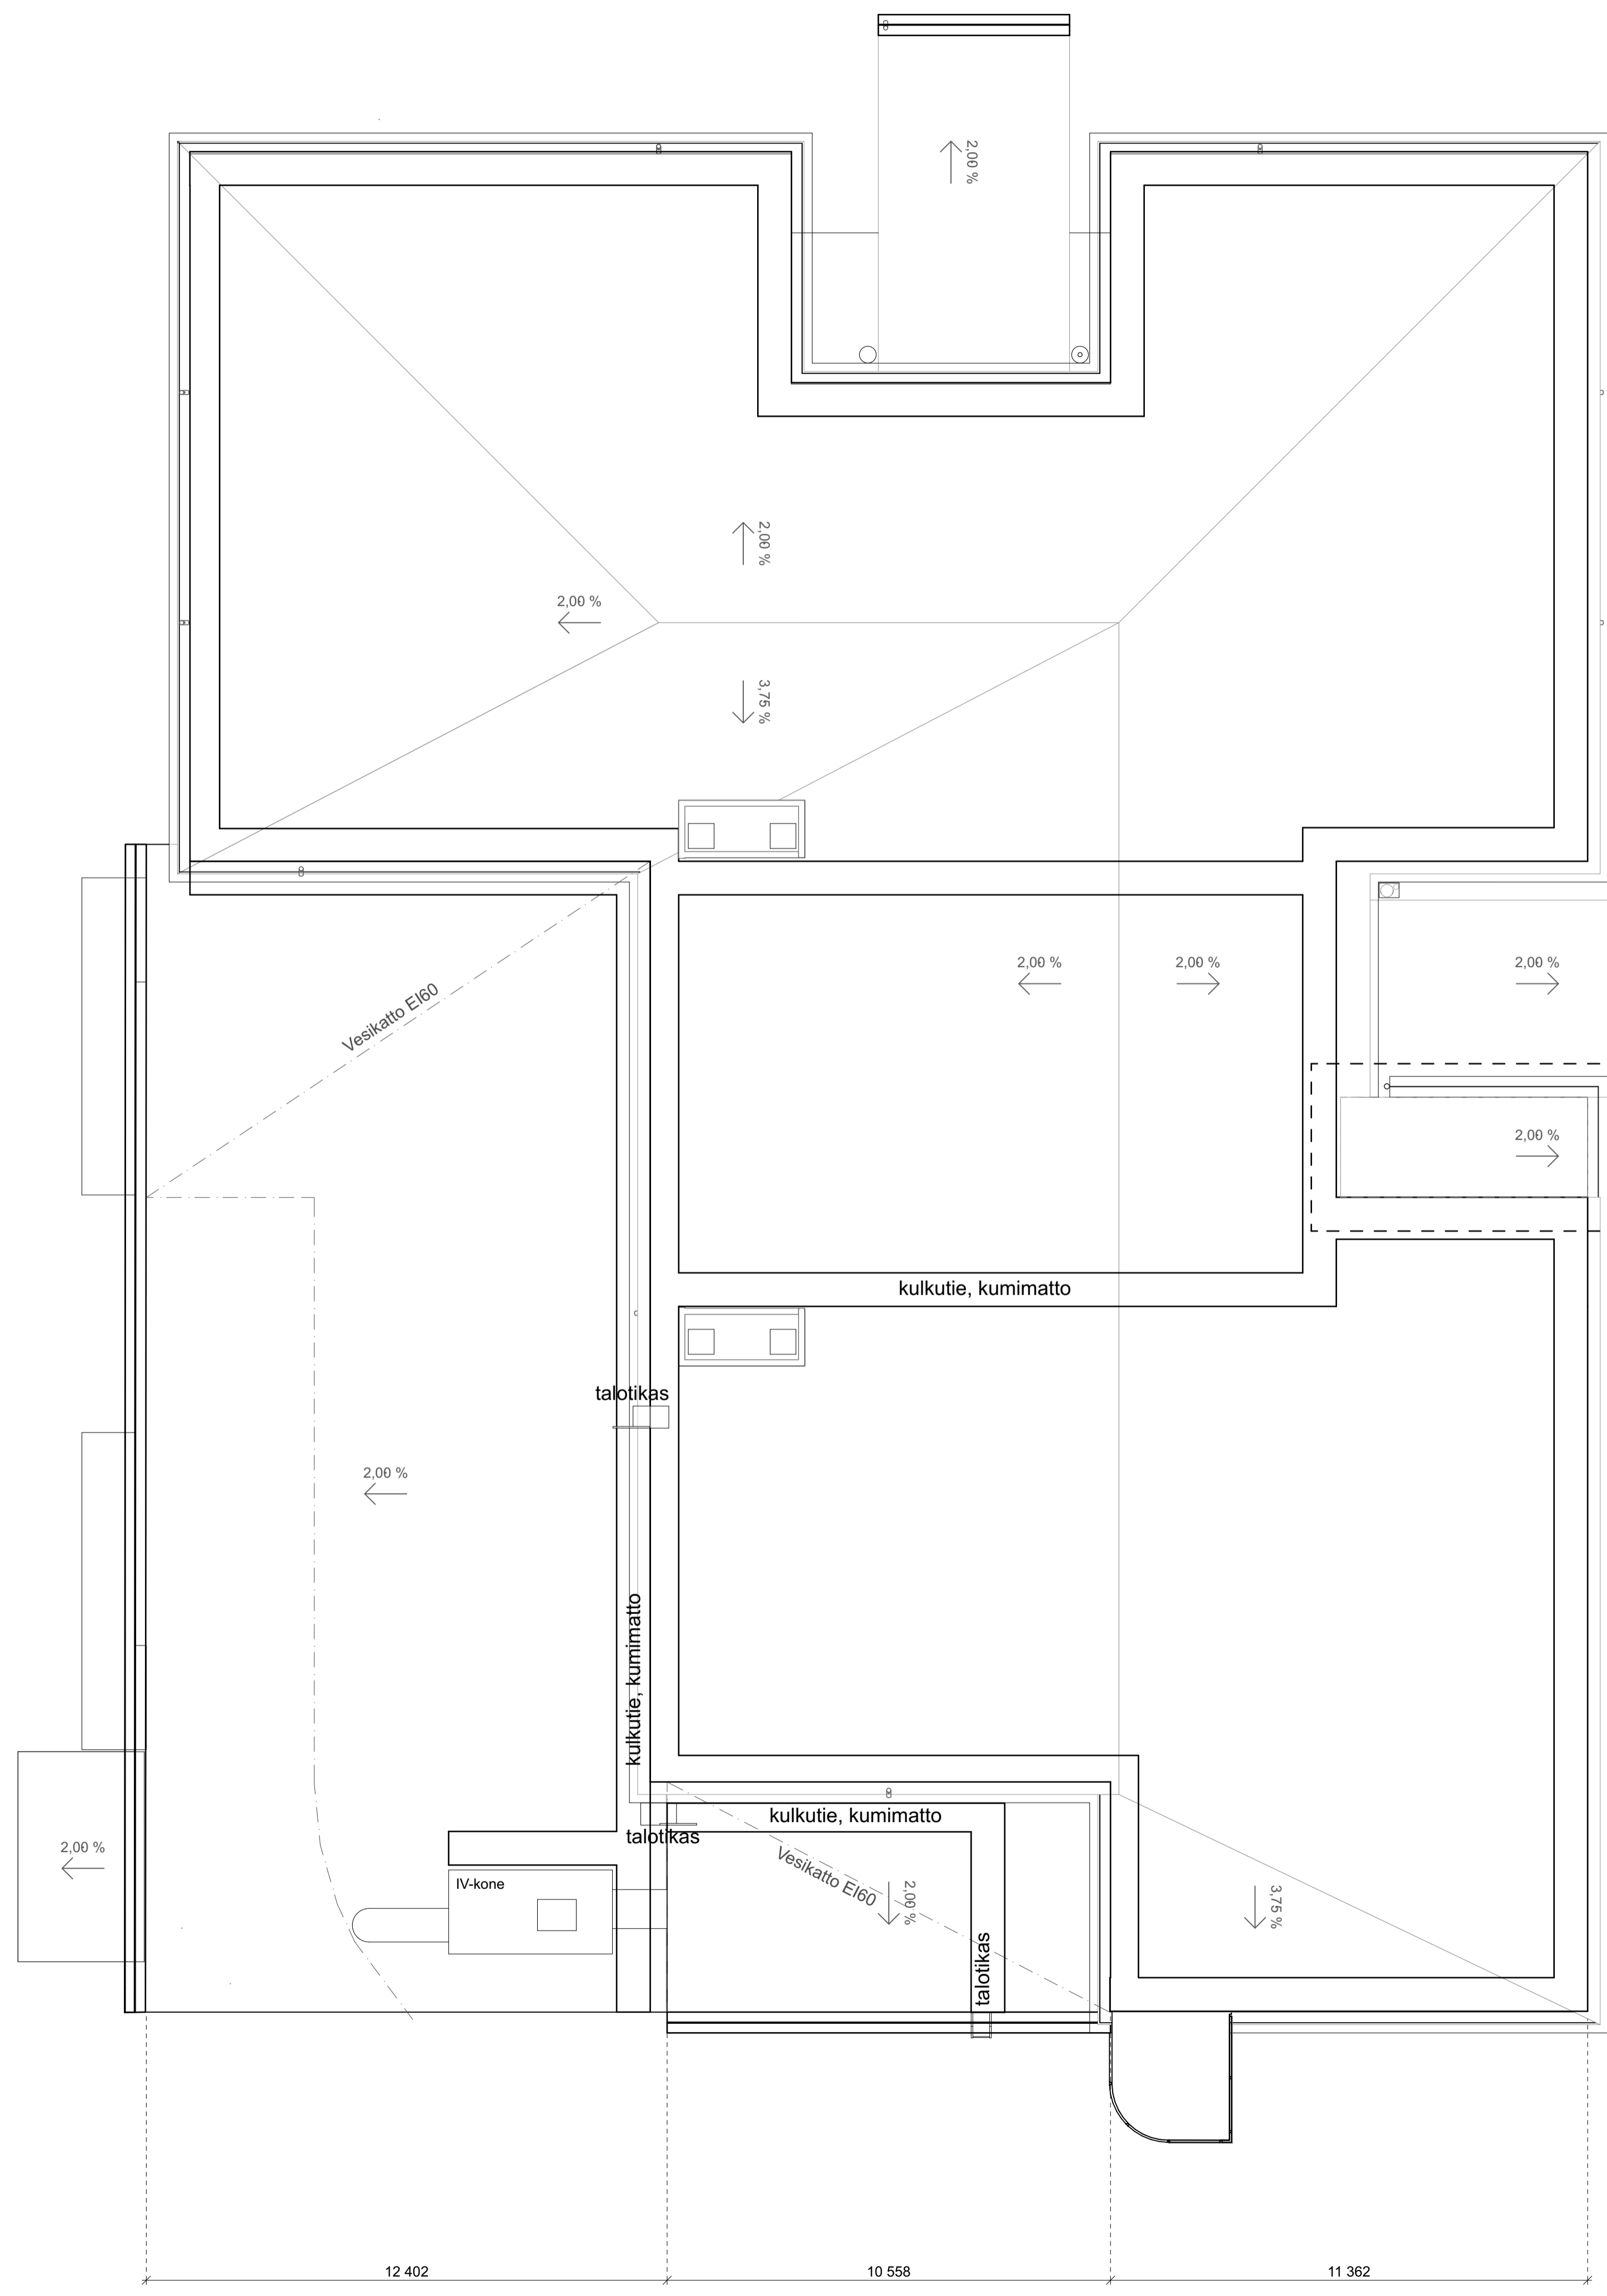 2,00 %
2,00 %
2,00 %
3,75 %
2,00 %
2,00 %
2,00 %
Vesikatto EI60
2,00 %
kulkutie, kumimatto
talotikas
2,00 %
kulkutie, kumimatto
kulkutie, kumimatto
talotikas
2,00 %
Vesikatto EI60
IV-kone
2,00 %
3,75 %
talotikas
12 402
10 558
11 362